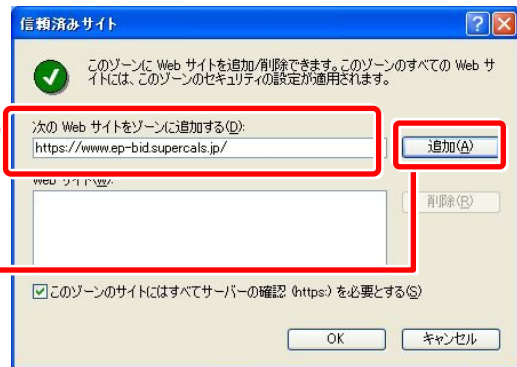 信頼済みサイト
このゾーンに Web サイトを追加/削除できます。このゾーンのすべての Web サ
イトには、このゾーンのセキュリティの設定が適用されます。
次の Web サイトをゾーンに追加する(D):
https://www.ep-bid.supercals.jp/
追加(A)
Web サイト(W):
削除(R)
このゾーンのサイトにはすべてサーバーの確認 (https:) を必要とする(S)
OK
キャンセル